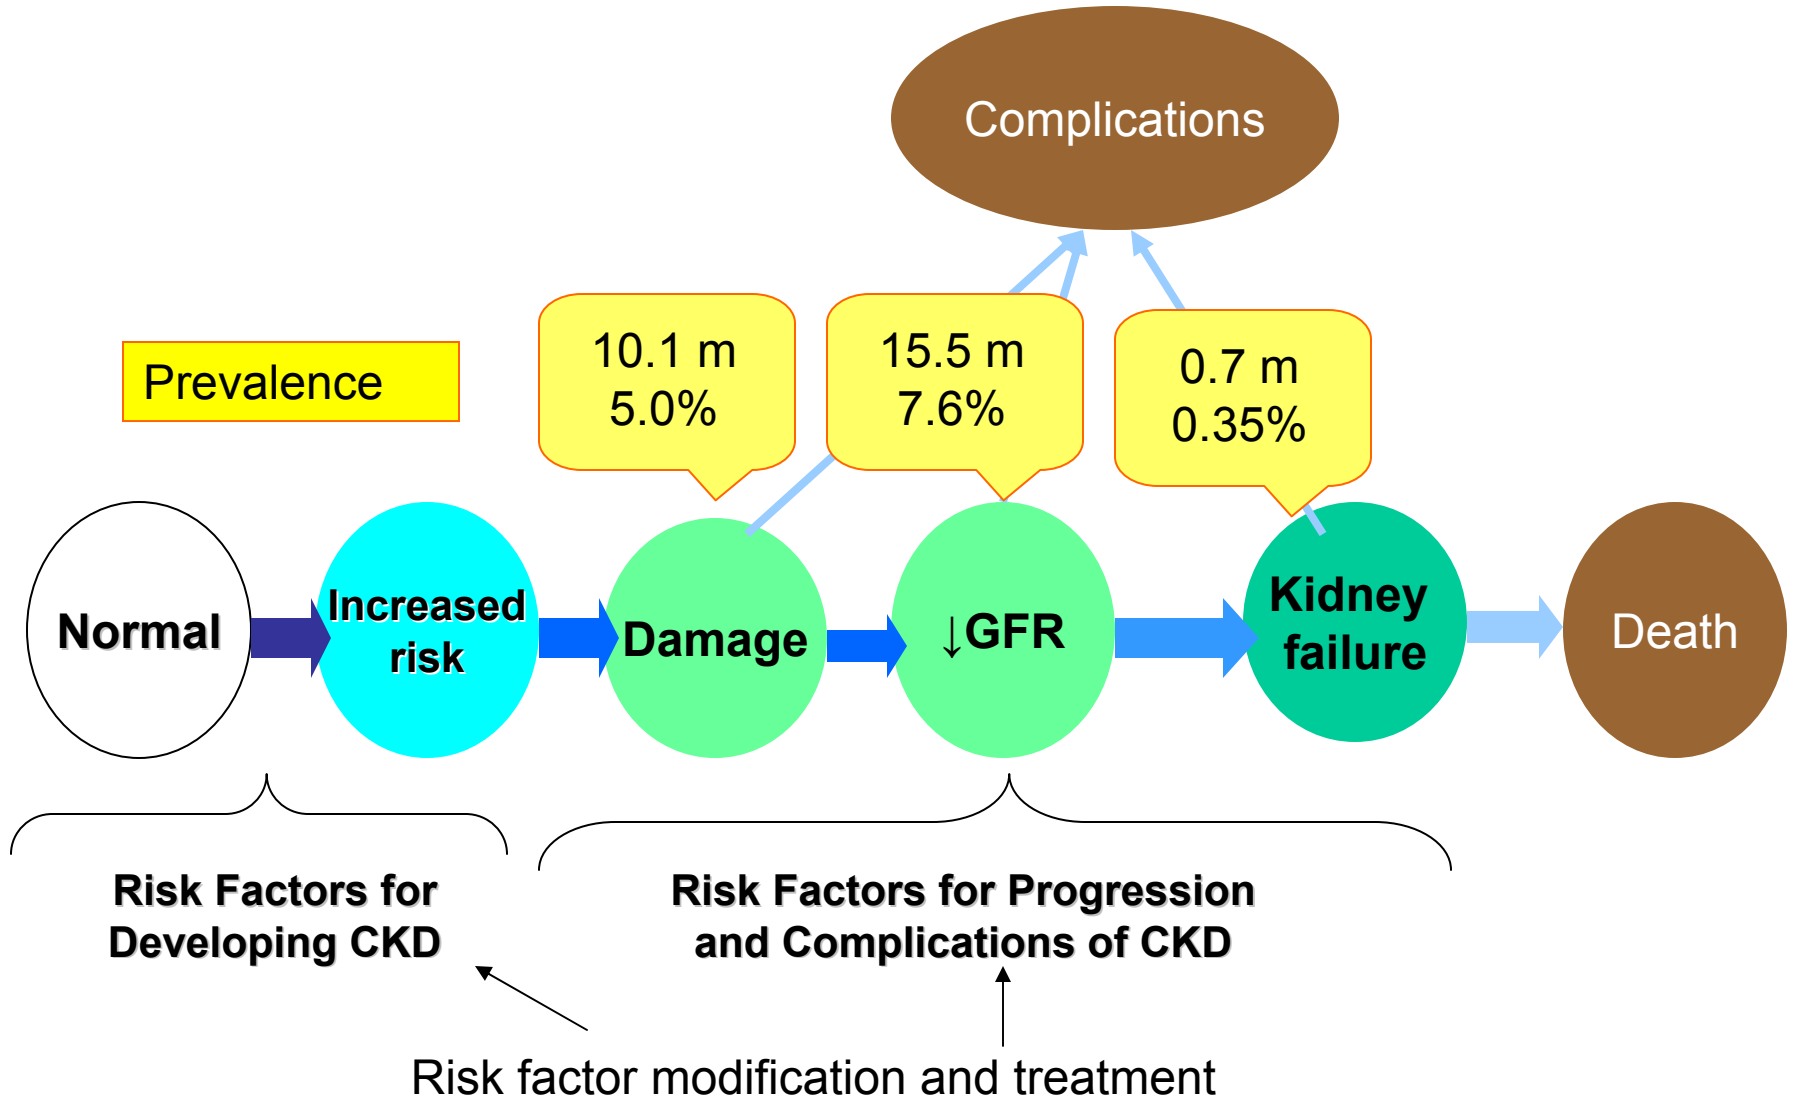 Complications
10.1 m
5.0%
15.5 m
7.6%
0.7 m
0.35%
Prevalence
Normal
Increased
risk
Damage
↓GFR
Kidney
failure
Death
Risk Factors for
Developing CKD
Risk Factors for Progression
and Complications of CKD
Risk factor modification and treatment